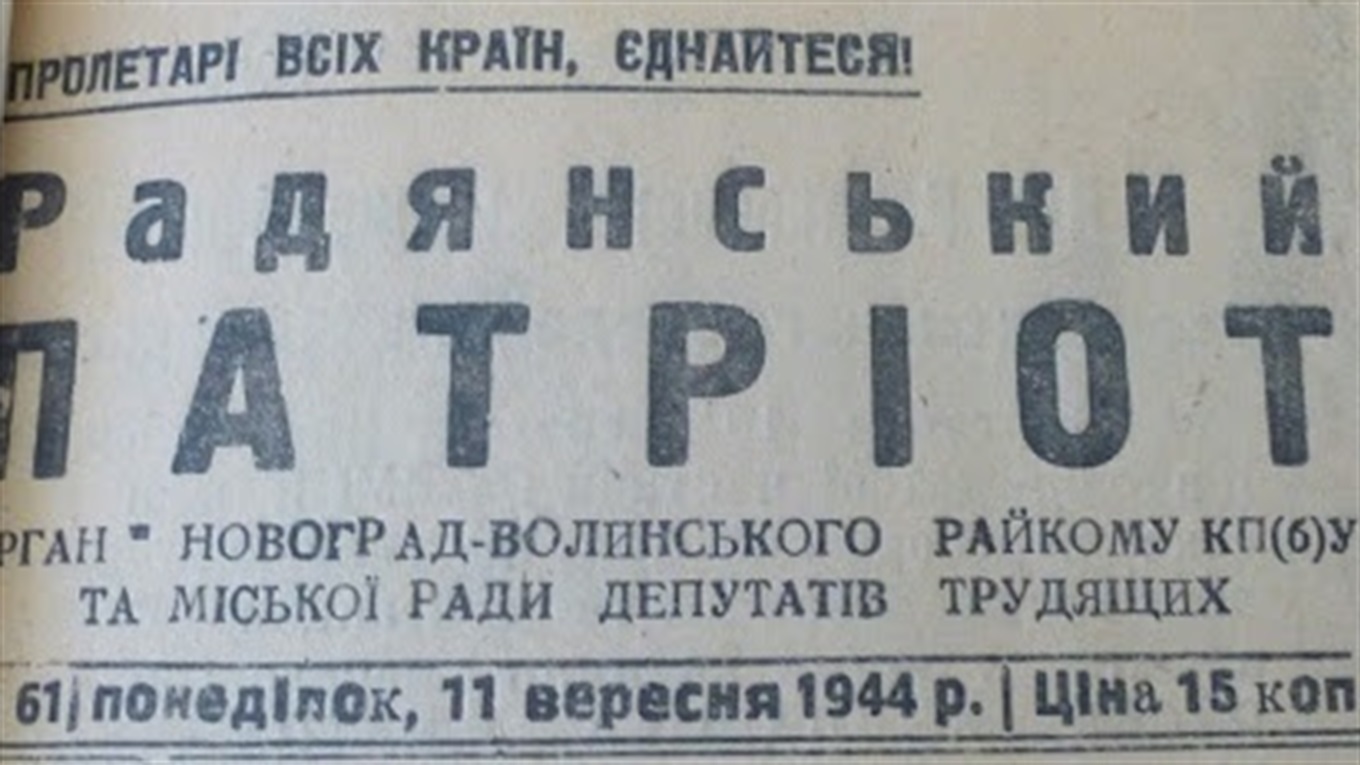 ПРОЛЕТАРІ ВСІХ КРАЇН, ЄДНАЙТЕСЯ!
Радянський
ПАТРІОТ
РГАН " НОВОГРАД-ВОЛИНСЬКОГО РАЙКОМУ КП(б)У
ТА МІСЬКОЇ РАДИ ДЕПУТАТІВ ТРУДЯЩИХ
61| понеділок, 11 вересня 1944 р. | Ціна 15 коп